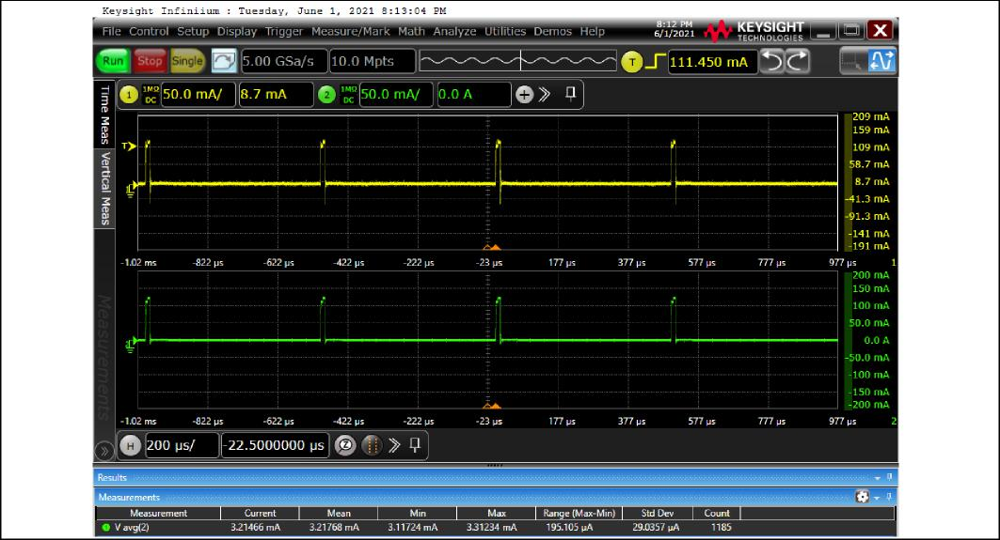 Keysight Infiniium : Tuesday, June 1, 2021 8:13:04 PM
File Control Setup Display Trigger Measure/Mark Math Analyze Utilities Demos Help
8:12 PM
6/1/2021
KEYSIGHT
TECHNOLOGIES
X
Run Stop Single 5.00 GSa/s 10.0 Mpts T 111.450 mA
1 1MΩ DC 50.0 mA/ 8.7 mA 2 1MΩ DC 50.0 mA/ 0.0 A
Time Meas
Vertical Meas
Measurements
T
209 mA
159 mA
109 mA
58.7 mA
8.7 mA
-41.3 mA
-91.3 mA
-141 mA
-191 mA
-1.02 ms -822 µs -622 µs -422 µs -222 µs -23 µs 177 µs 377 µs 577 µs 777 µs 977 µs 1
200 mA
150 mA
100 mA
50.0 mA
0.0 A
-50.0 mA
-100 mA
-150 mA
-200 mA
-1.02 ms -822 µs -622 µs -422 µs -222 µs -23 µs 177 µs 377 µs 577 µs 777 µs 977 µs 2
H 200 µs/ -22.5000000 µs Z
Results
Measurements
Measurement Current Mean Min Max Range (Max-Min) Std Dev Count
V avg(2) 3.21466 mA 3.21768 mA 3.11724 mA 3.31234 mA 195.105 µA 29.0357 µA 1185